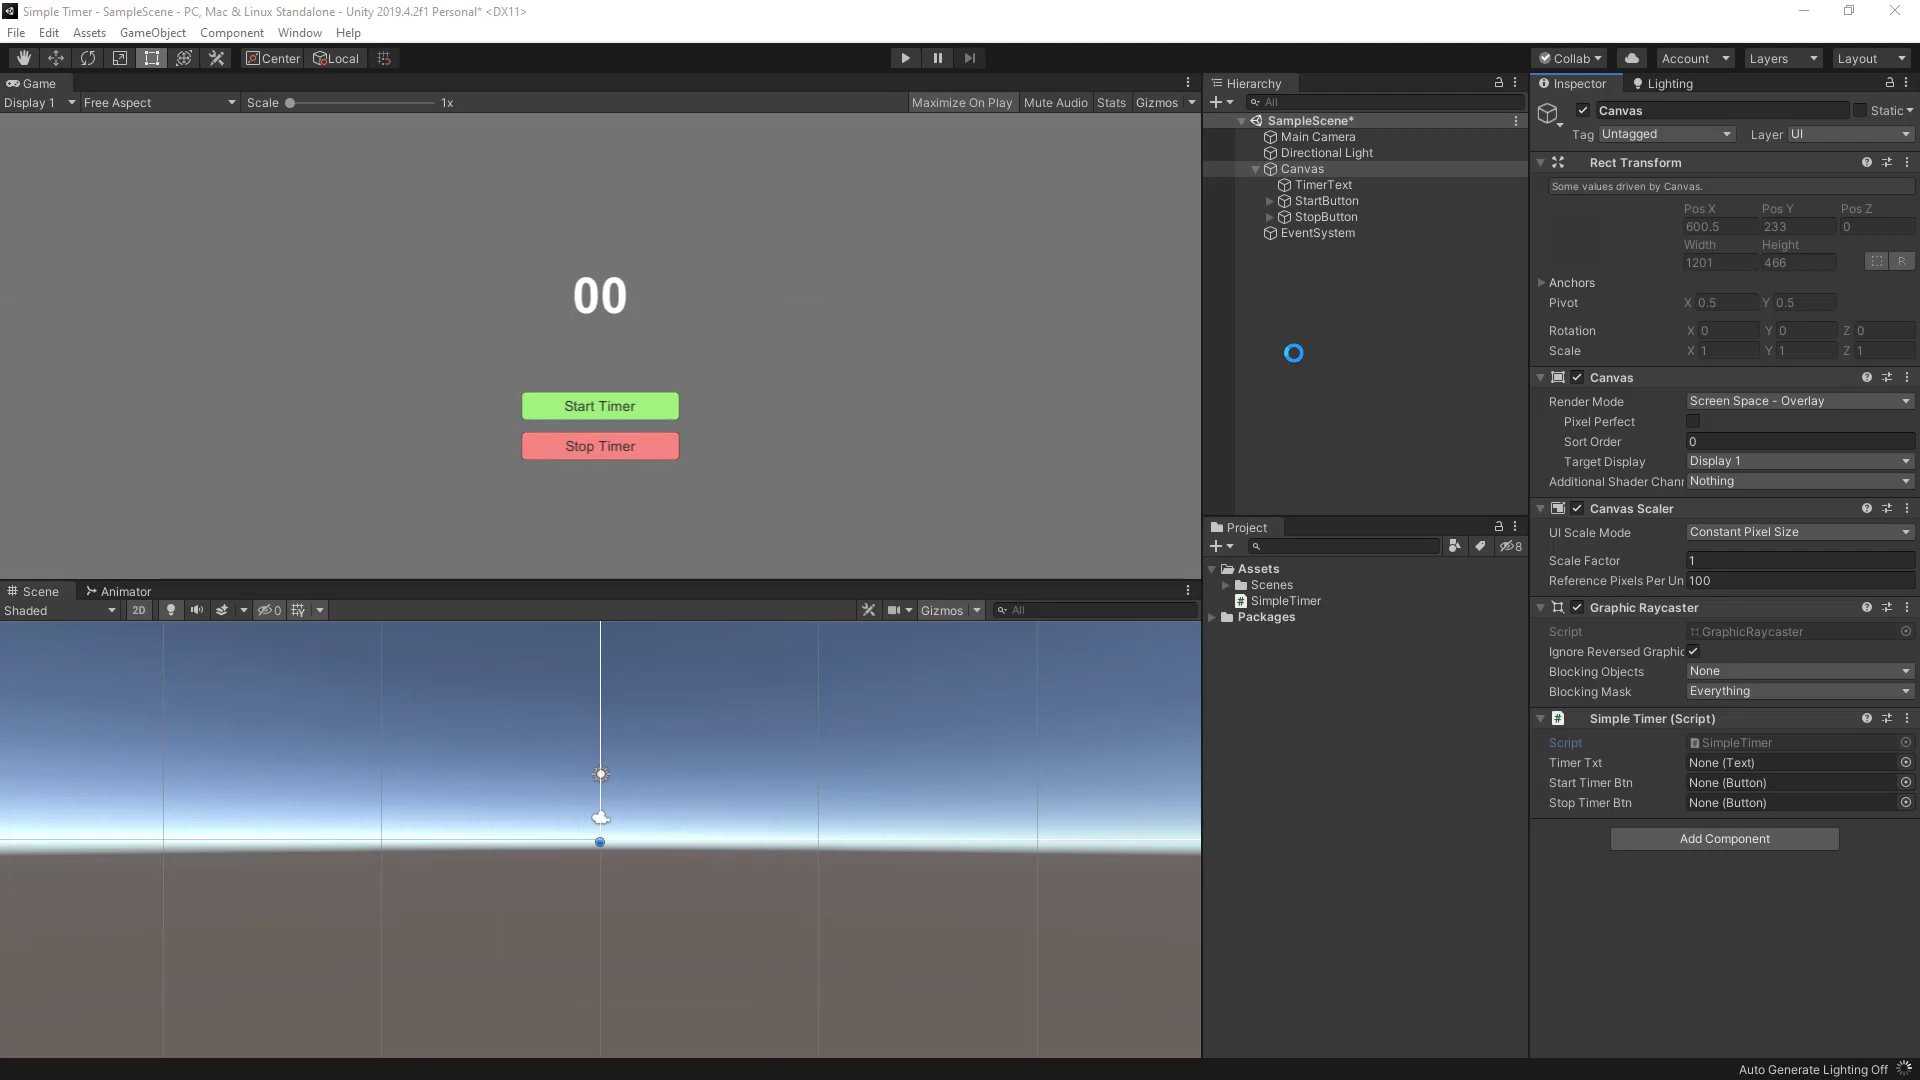 Simple Timer - SampleScene - PC, Mac & Linux Standalone - Unity 2019.4.2f1 Personal* <DX11>
File Edit Assets GameObject Component Window Help
Center Local Collab Account Layers Layout
Game
Display 1 Free Aspect Scale 1x Maximize On Play Mute Audio Stats Gizmos
00
Start Timer
Stop Timer
Scene Animator
Shaded 2D 0 Gizmos All
Hierarchy
All
SampleScene*
Main Camera
Directional Light
Canvas
TimerText
StartButton
StopButton
EventSystem
Project
8
Assets
Scenes
SimpleTimer
Packages
Inspector Lighting
Canvas Static
Tag Untagged Layer UI
Rect Transform
Some values driven by Canvas.
Pos X Pos Y Pos Z
600.5 233 0
Width Height
1201 466 R
Anchors
Pivot X 0.5 Y 0.5
Rotation X 0 Y 0 Z 0
Scale X 1 Y 1 Z 1
Canvas
Render Mode Screen Space - Overlay
Pixel Perfect
Sort Order 0
Target Display Display 1
Additional Shader Chann Nothing
Canvas Scaler
UI Scale Mode Constant Pixel Size
Scale Factor 1
Reference Pixels Per Un 100
Graphic Raycaster
Script GraphicRaycaster
Ignore Reversed Graphic
Blocking Objects None
Blocking Mask Everything
Simple Timer (Script)
Script SimpleTimer
Timer Txt None (Text)
Start Timer Btn None (Button)
Stop Timer Btn None (Button)
Add Component
Auto Generate Lighting Off